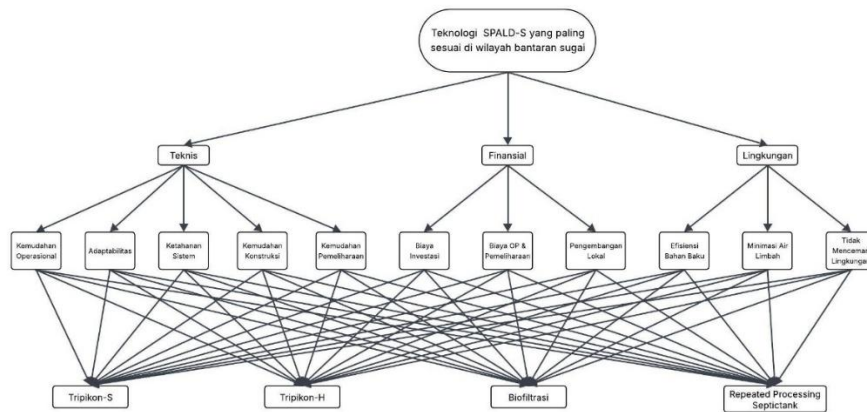 Teknologi SPALD-S yang paling
sesuai di wilayah bantaran sugai
Teknis
Finansial
Lingkungan
Kemudahan
Operasional
Adaptabilitas
Ketahanan
Sistem
Kemudahan
Konstruksi
Kemudahan
Pemeliharaan
Biaya
Investasi
Biaya OP &
Pemeliharaan
Pengembangan
Lokal
Efisiensi
Bahan Baku
Minimasi Air
Limbah
Tidak
Mencemari
Lingkungan
Tripikon-S
Tripikon-H
Biofiltrasi
Repeated Processing
Septictank